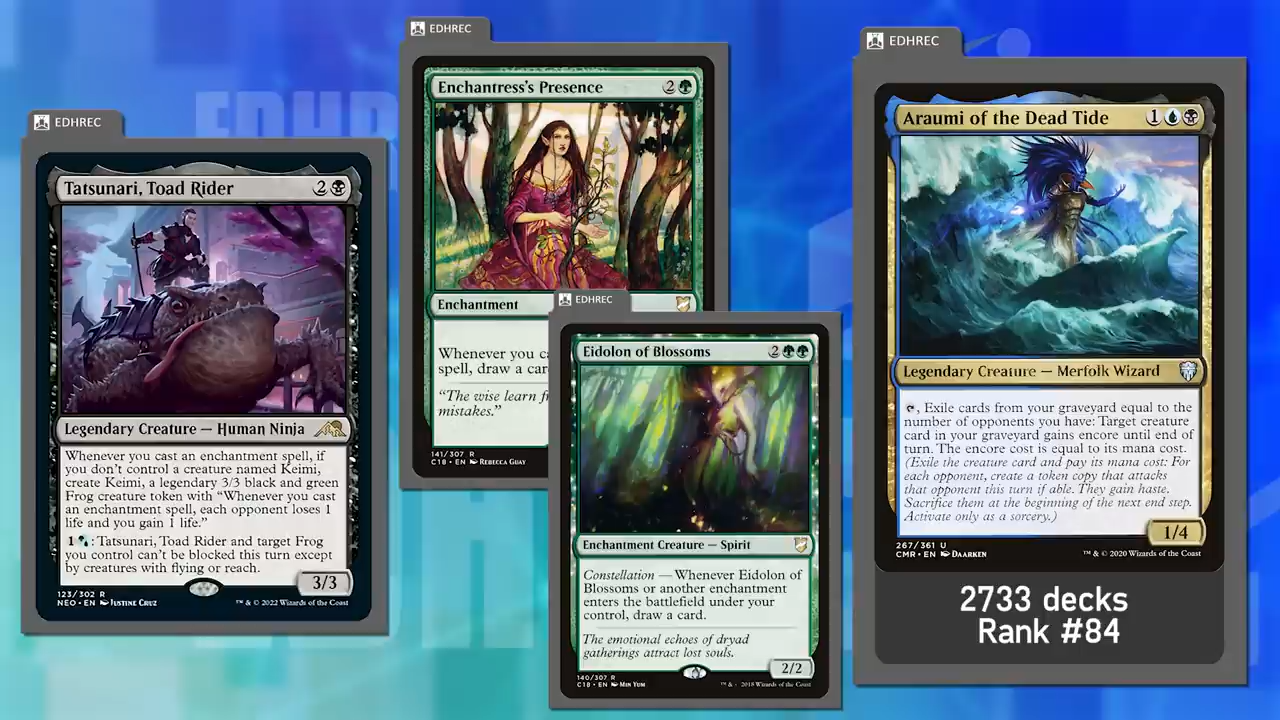 EDHREC
Tatsunari, Toad Rider 2
Legendary Creature — Human Ninja
Whenever you cast an enchantment spell, if
you don't control a creature named Keimi,
create Keimi, a legendary 3/3 black and green
Frog creature token with "Whenever you cast
an enchantment spell, each opponent loses 1
life and you gain 1 life."
1 : Tatsunari, Toad Rider and target Frog
you control can't be blocked this turn except
by creatures with flying or reach.
3/3
123/302 R
NEO • EN JUSTINE CRUZ
™ & © 2022 Wizards of the Coast
EDHREC
Enchantress's Presence 2
Enchantment
Whenever you ca
spell, draw a car
"The wise learn fr
mistakes."
141/307 R
C18 • EN REBECCA GUAY
EDHREC
Eidolon of Blossoms 2
Enchantment Creature — Spirit
Constellation — Whenever Eidolon of
Blossoms or another enchantment
enters the battlefield under your
control, draw a card.
The emotional echoes of dryad
gatherings attract lost souls.
2/2
140/307 R
C18 • EN MIN YUM
™ & © 2018 Wizards of the Coast
EDHREC
Araumi of the Dead Tide 1
Legendary Creature — Merfolk Wizard
, Exile cards from your graveyard equal to the
number of opponents you have: Target creature
card in your graveyard gains encore until end of
turn. The encore cost is equal to its mana cost.
(Exile the creature card and pay its mana cost: For
each opponent, create a token copy that attacks
that opponent this turn if able. They gain haste.
Sacrifice them at the beginning of the next end step.
Activate only as a sorcery.)
1/4
267/361 U
CMR • EN DAARKEN
™ & © 2020 Wizards of the Coast
2733 decks
Rank #84